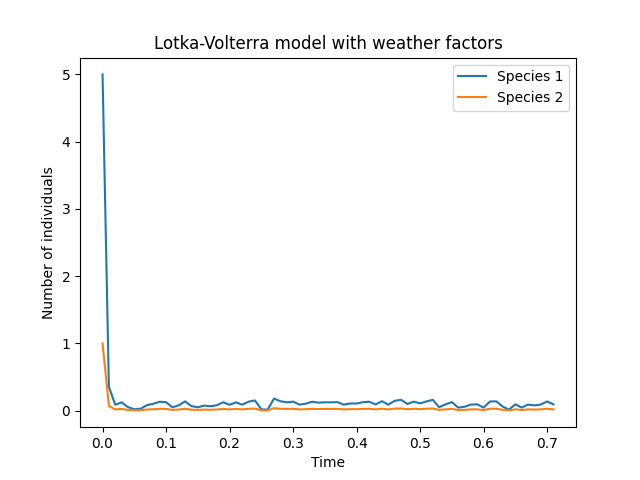 Lotka-Volterra model with weather factors
Species 1
Species 2
Number of individuals
5
4
3
2
1
0
0.0 0.1 0.2 0.3 0.4 0.5 0.6 0.7
Time